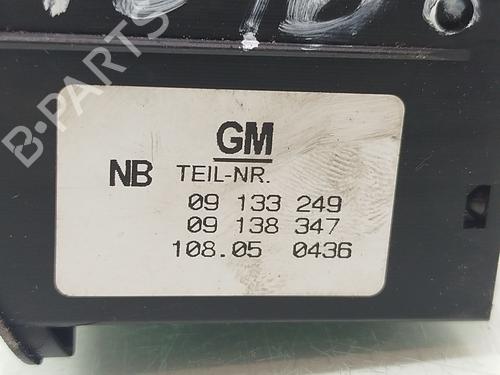 GM
NB TEIL-NR.
09 133 249
09 138 347
108.05 0436
B-PARTS